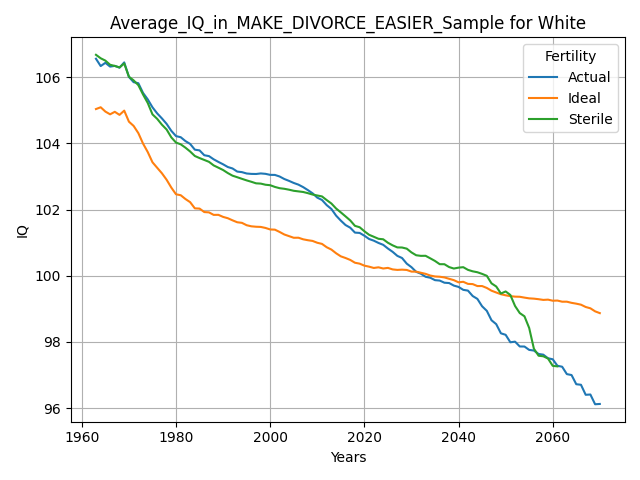 Average_IQ_in_MAKE_DIVORCE_EASIER_Sample for White
Fertility
Actual
Ideal
Sterile
106
104
102
100
98
96
IQ
1960
1980
2000
2020
2040
2060
Years